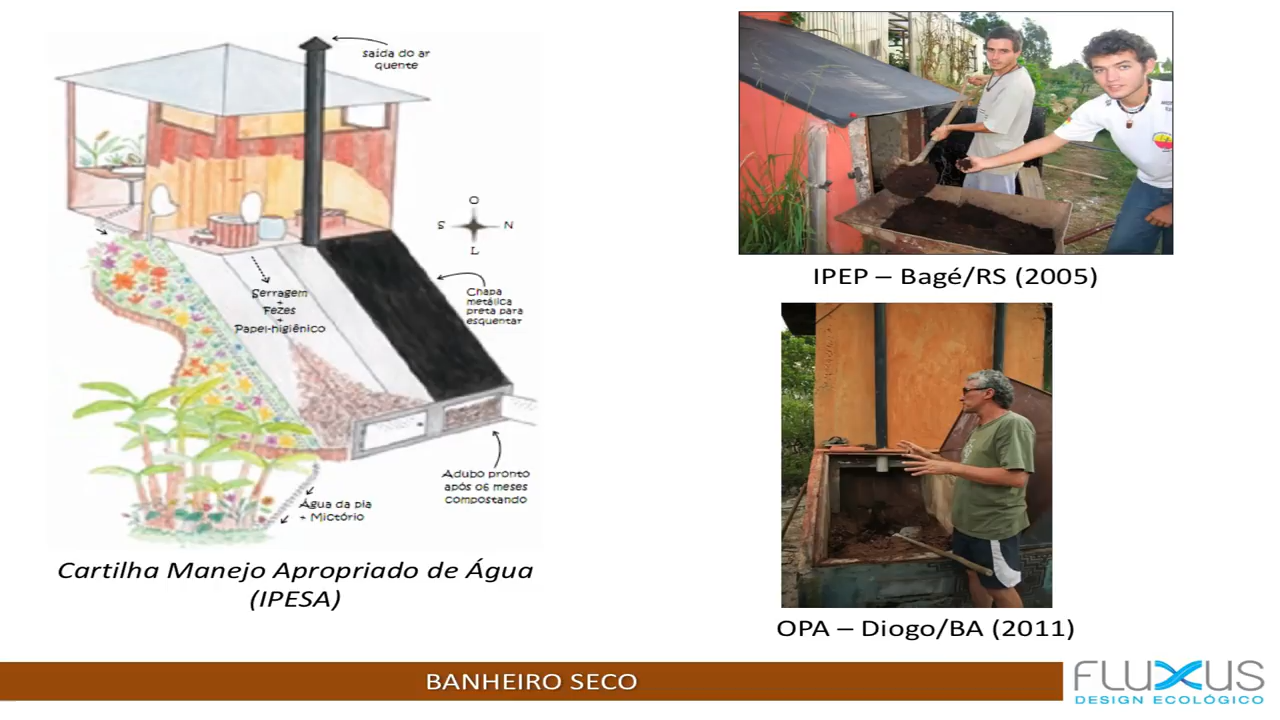 saída do ar
quente
O
S N
L
Chapa
metálica
preta para
esquentar
Serragem
+
Fezes
+
Papel-higiênico
Adubo pronto
após 06 meses
compostando
Água da pia
+ Mictório
Cartilha Manejo Apropriado de Água
(IPESA)
IPEP – Bagé/RS (2005)
OPA – Diogo/BA (2011)
BANHEIRO SECO
FLUXUS
DESIGN ECOLÓGICO